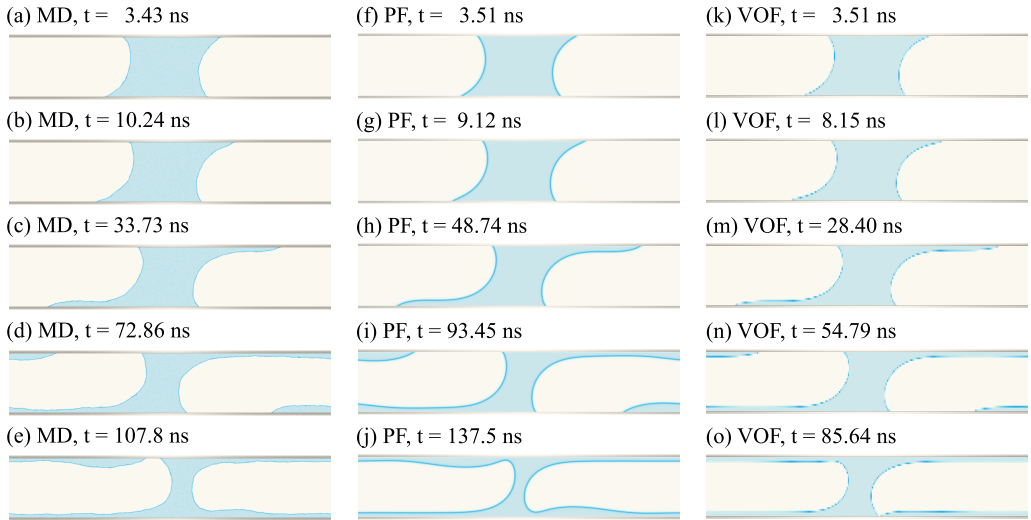 (a) MD, t = 3.43 ns
(f) PF, t = 3.51 ns
(k) VOF, t = 3.51 ns
(b) MD, t = 10.24 ns
(g) PF, t = 9.12 ns
(l) VOF, t = 8.15 ns
(c) MD, t = 33.73 ns
(h) PF, t = 48.74 ns
(m) VOF, t = 28.40 ns
(d) MD, t = 72.86 ns
(i) PF, t = 93.45 ns
(n) VOF, t = 54.79 ns
(e) MD, t = 107.8 ns
(j) PF, t = 137.5 ns
(o) VOF, t = 85.64 ns